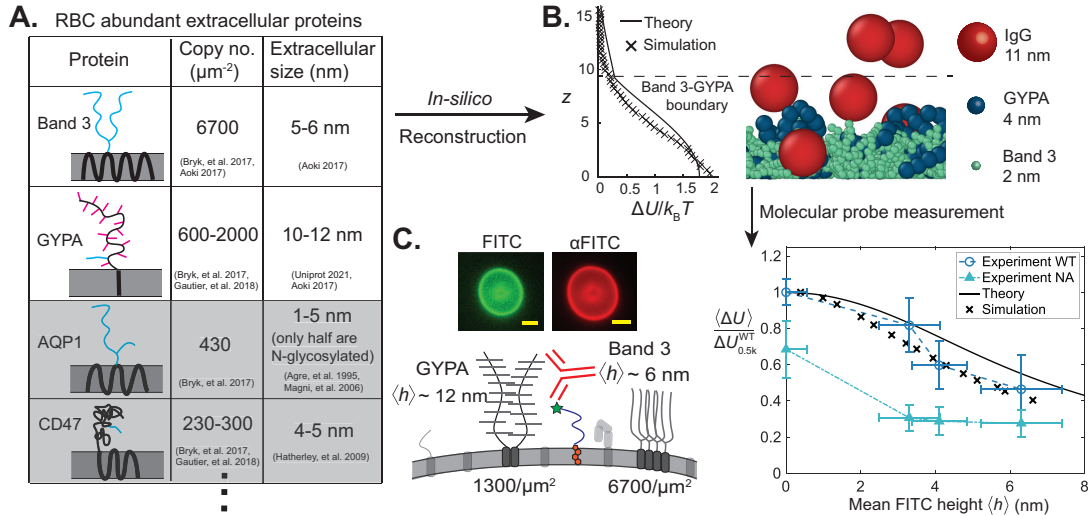 A.
RBC abundant extracellular proteins
Protein
Copy no.
(μm⁻²)
Extracellular
size (nm)
Band 3
6700
(Bryk, et al. 2017,
Aoki 2017)
5-6 nm
(Aoki 2017)
GYPA
600-2000
(Bryk, et al. 2017,
Gautier, et al. 2018)
10-12 nm
(Uniprot 2021,
Aoki 2017)
AQP1
430
(Bryk, et al. 2017)
1-5 nm
(only half are
N-glycosylated)
(Agre, et al. 1995,
Magni, et al. 2006)
CD47
230-300
(Bryk, et al. 2017,
Gautier, et al. 2018)
4-5 nm
(Hatherley, et al. 2009)
In-silico
Reconstruction
B.
Theory
Simulation
Band 3-GYPA
boundary
15
10
5
0
z
0
0.5
1
1.5
2
ΔU/k_BT
IgG
11 nm
GYPA
4 nm
Band 3
2 nm
Molecular probe measurement
C.
FITC
αFITC
GYPA
⟨h⟩~ 12 nm
Band 3
⟨h⟩~ 6 nm
1300/μm²
6700/μm²
Experiment WT
Experiment NA
Theory
Simulation
1.2
1
0.8
0.6
0.4
0.2
0
⟨ΔU⟩
ΔU^WT_0.5k
0
2
4
6
8
Mean FITC height ⟨h⟩ (nm)